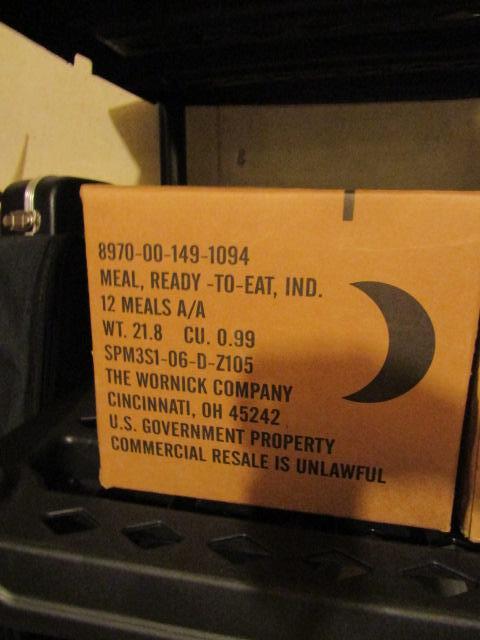 8970-00-149-1094
MEAL, READY -TO-EAT, IND.
12 MEALS A/A
WT. 21.8 CU. 0.99
SPM3S1-06-D-Z105
THE WORNICK COMPANY
CINCINNATI, OH 45242
U.S. GOVERNMENT PROPERTY
COMMERCIAL RESALE IS UNLAWFUL